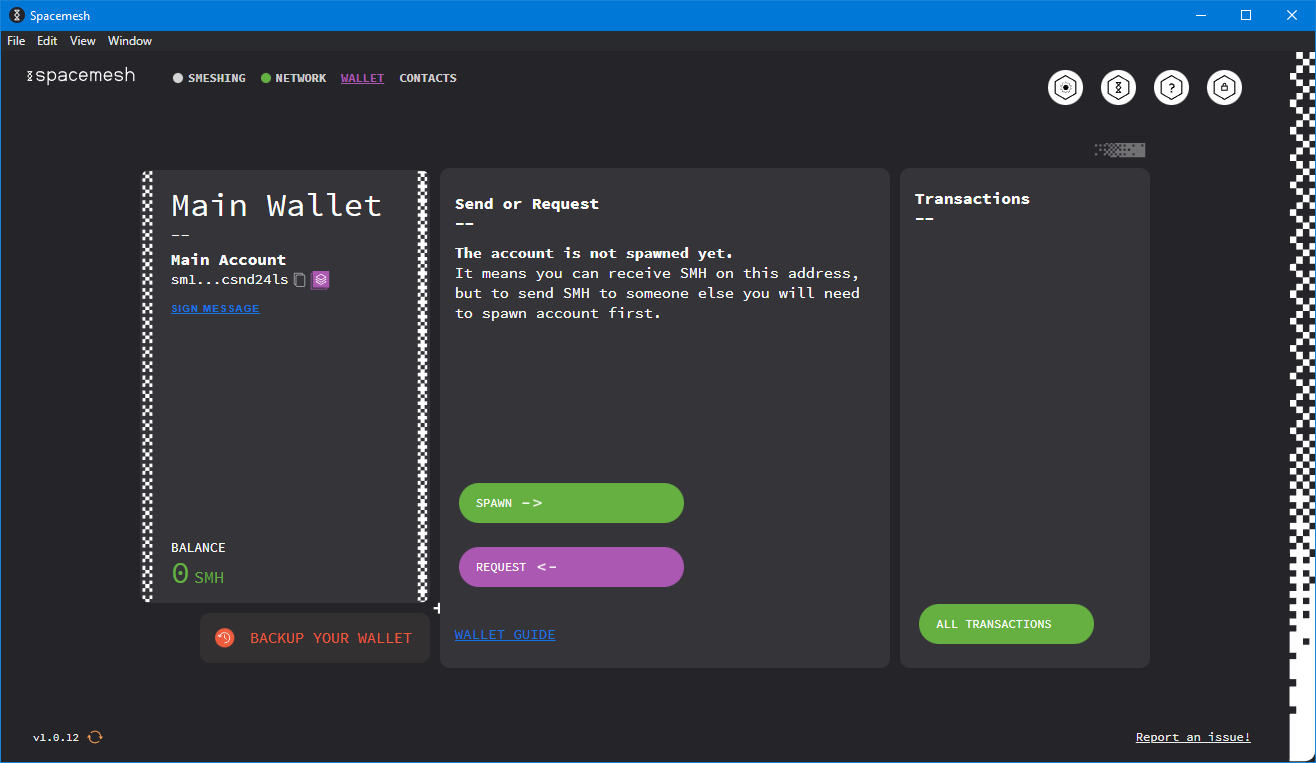 Spacemesh
File Edit View Window
spacemesh
SMESHING NETWORK WALLET CONTACTS
?
Main Wallet
--
Main Account
sm1...csnd24ls
SIGN MESSAGE
BALANCE
0 SMH
BACKUP YOUR WALLET
Send or Request
--
The account is not spawned yet.
It means you can receive SMH on this address,
but to send SMH to someone else you will need
to spawn account first.
SPAWN ->
REQUEST <-
WALLET GUIDE
Transactions
--
ALL TRANSACTIONS
v1.0.12
Report an issue!